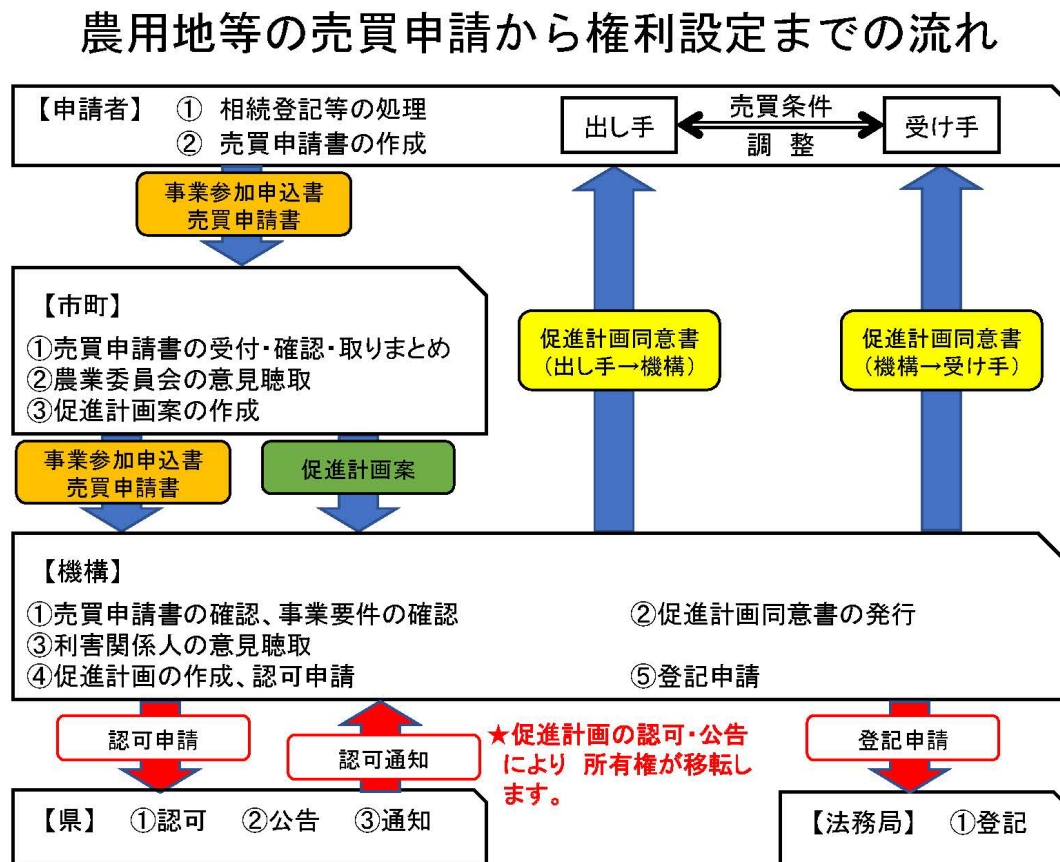 農用地等の売買申請から権利設定までの流れ
【申請者】 ① 相続登記等の処理
② 売買申請書の作成
出し手
売買条件
調 整
受け手
事業参加申込書
売買申請書
【市町】
①売買申請書の受付・確認・取りまとめ
②農業委員会の意見聴取
③促進計画案の作成
促進計画同意書
(出し手→機構)
促進計画同意書
(機構→受け手)
事業参加申込書
売買申請書
促進計画案
【機構】
①売買申請書の確認、事業要件の確認
②促進計画同意書の発行
③利害関係人の意見聴取
④促進計画の作成、認可申請
⑤登記申請
認可申請
認可通知
★促進計画の認可・公告
により 所有権が移転し
ます。
登記申請
【県】 ①認可 ②公告 ③通知
【法務局】 ①登記